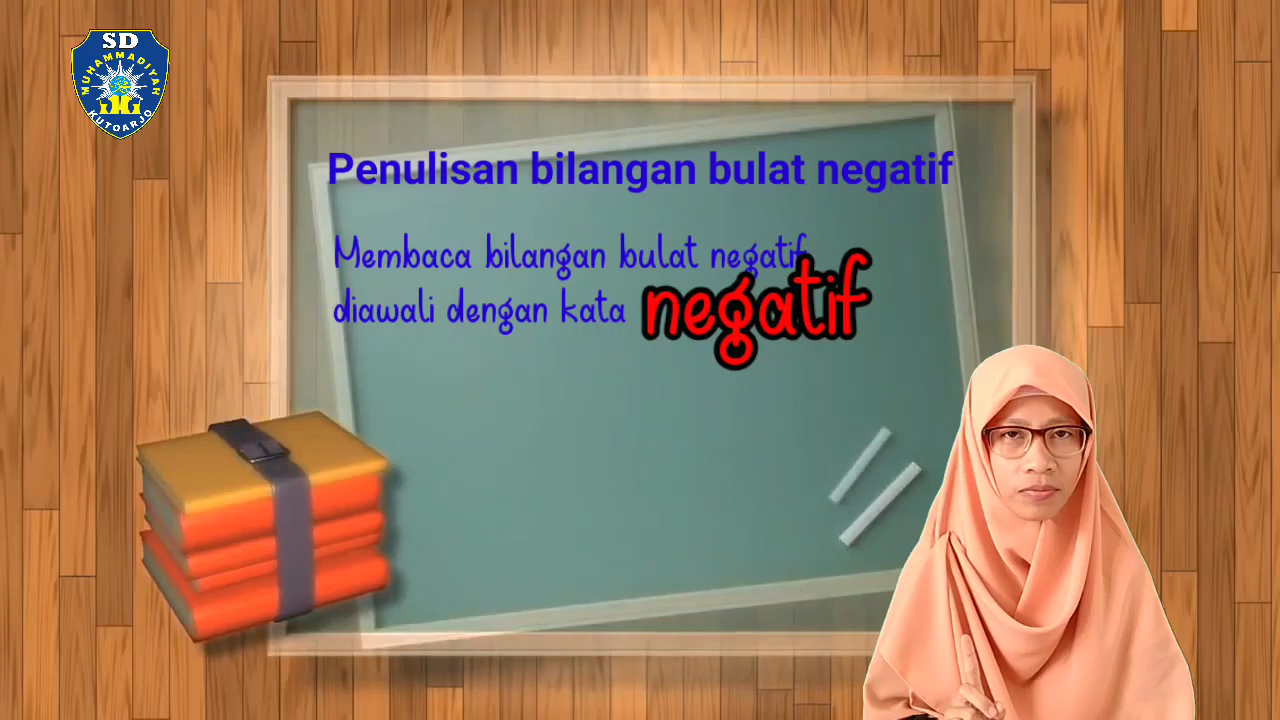 SD
MUHAMMADIYAH
KUTOARJO
Penulisan bilangan bulat negatif
Membaca bilangan bulat negatif
diawali dengan kata negatif